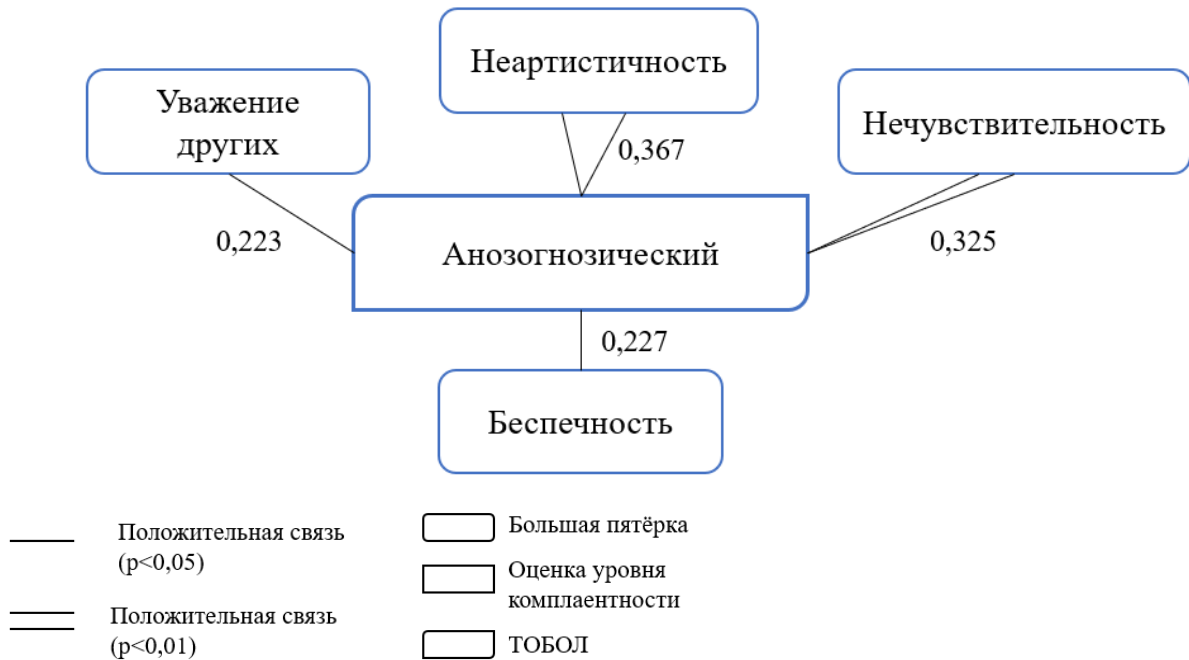 Неартистичность
Уважение
других
Нечувствительность
0,367
0,223
Анозогнозический
0,325
0,227
Беспечность
Положительная связь
(p<0,05)
Положительная связь
(p<0,01)
Большая пятёрка
Оценка уровня
комплаентности
ТОБОЛ